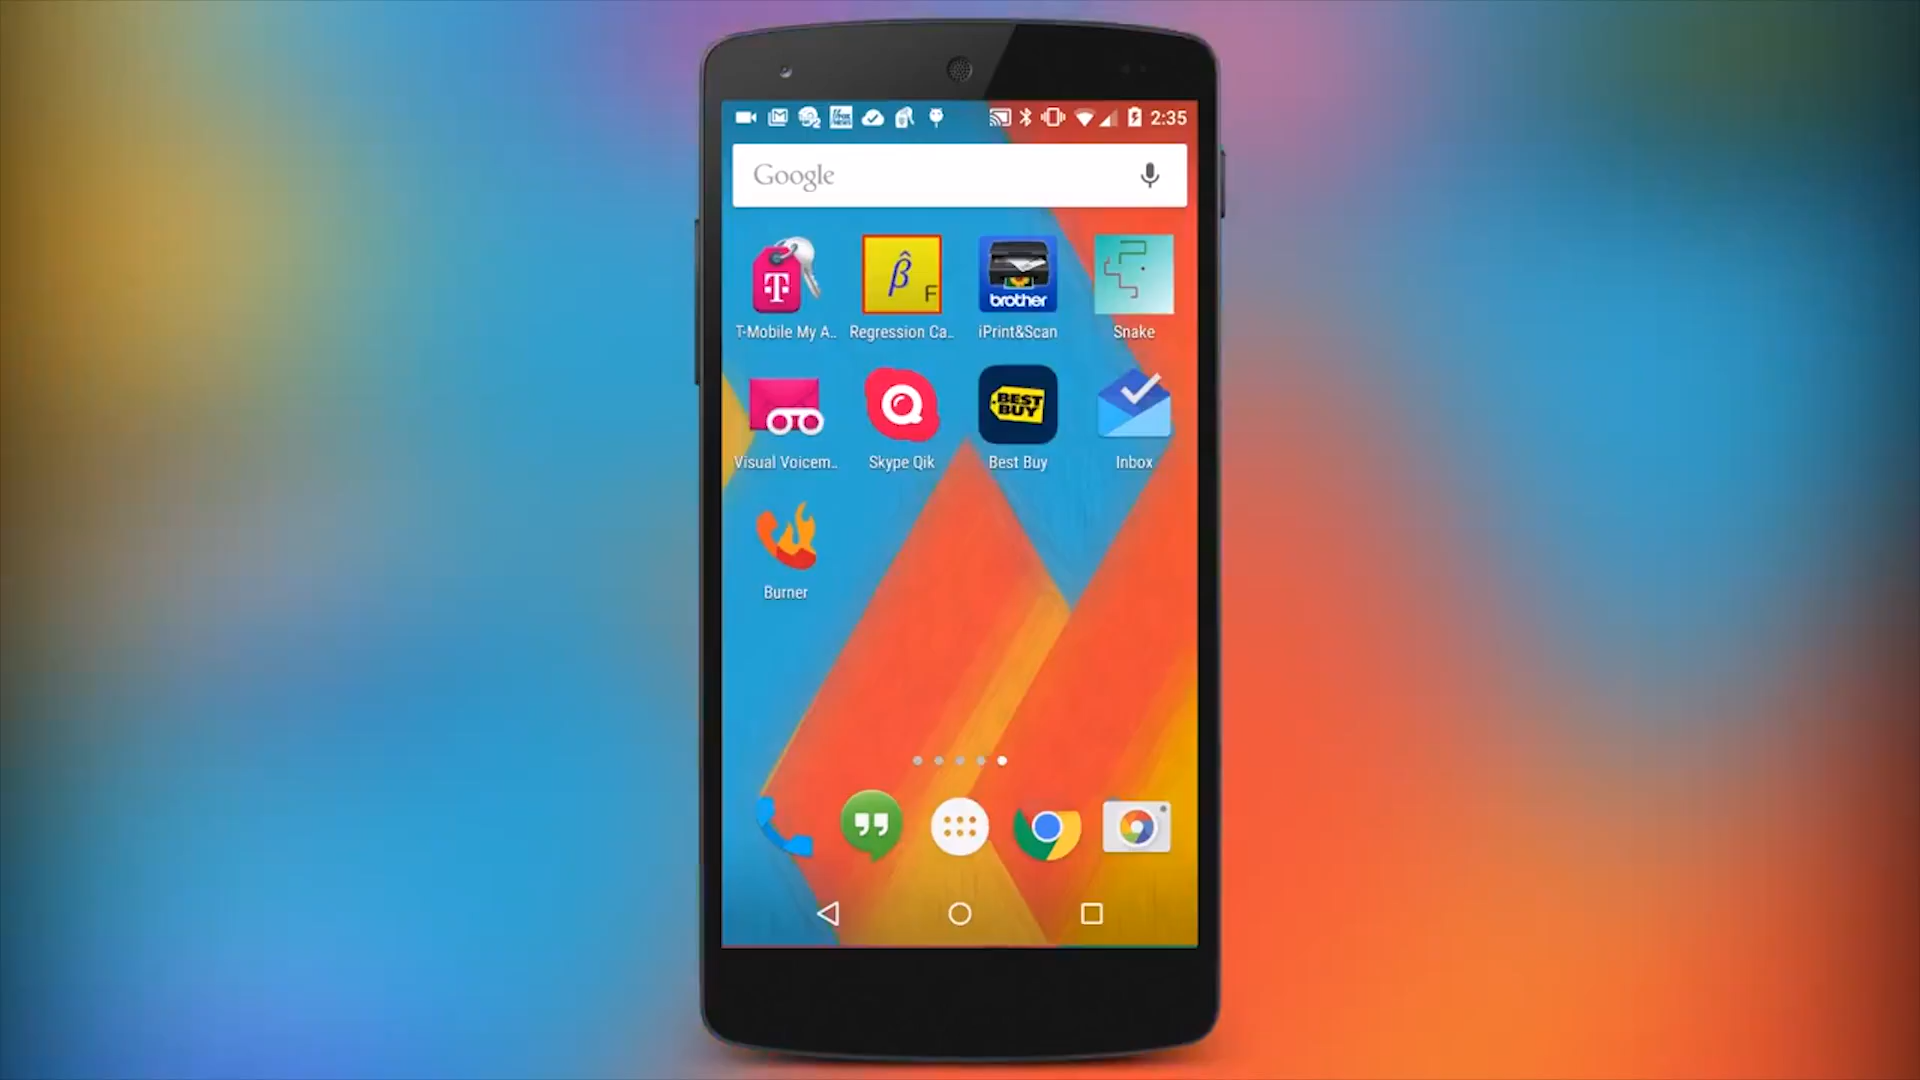 2:35
Google
T
β̂ F
brother
T-Mobile My A..
Regression Ca..
iPrint&Scan
Snake
BEST BUY
Visual Voicem..
Skype Qik
Best Buy
Inbox
Burner